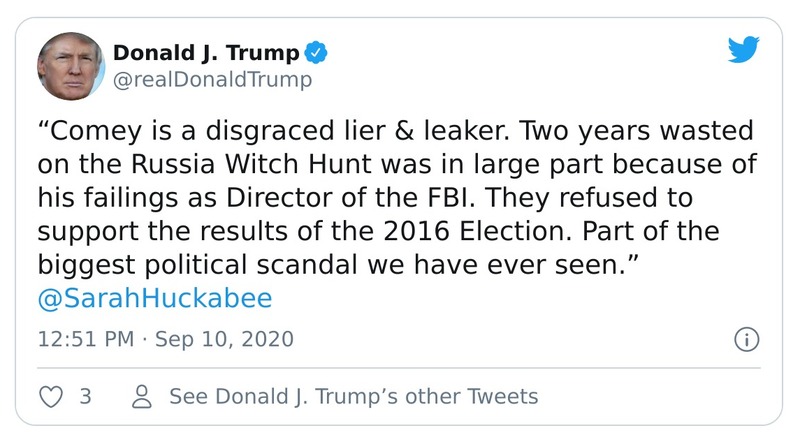 Donald J. Trump
@realDonaldTrump
“Comey is a disgraced lier & leaker. Two years wasted
on the Russia Witch Hunt was in large part because of
his failings as Director of the FBI. They refused to
support the results of the 2016 Election. Part of the
biggest political scandal we have ever seen.”
@SarahHuckabee
12:51 PM · Sep 10, 2020
3 See Donald J. Trump’s other Tweets